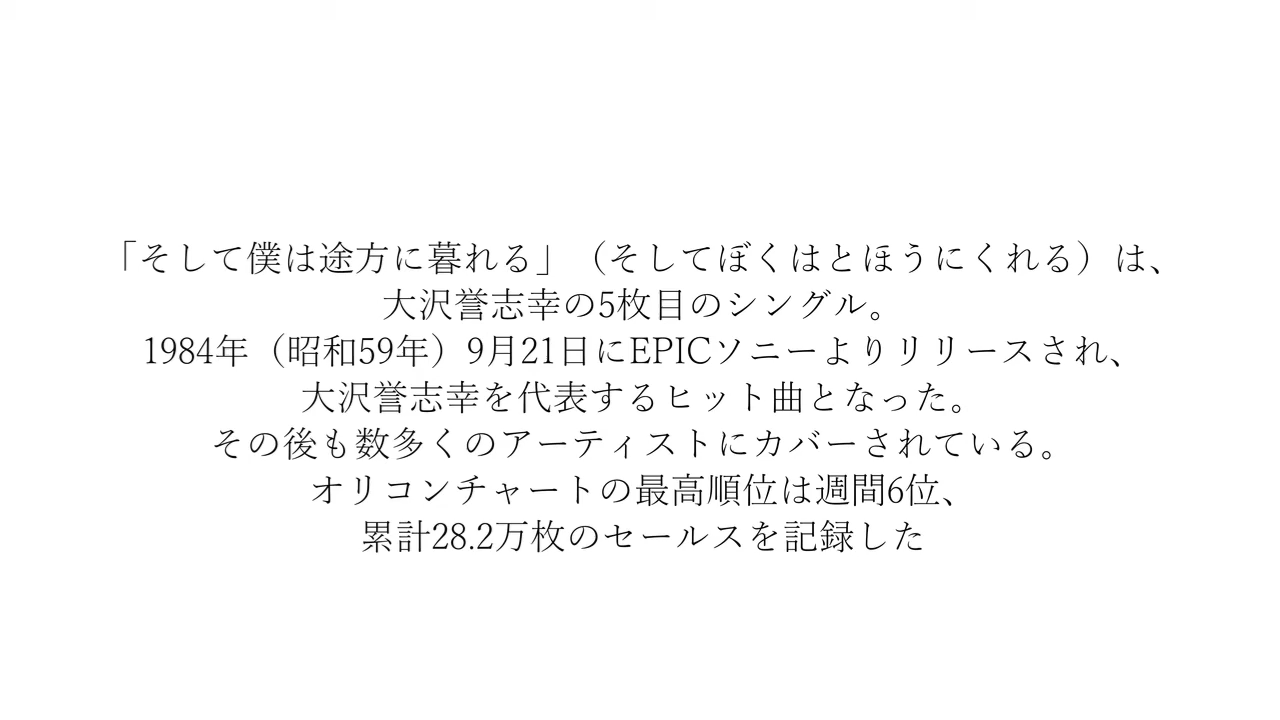 「そして僕は途方に暮れる」（そしてぼくはとほうにくれる）は、
大沢誉志幸の5枚目のシングル。
1984年（昭和59年）9月21日にEPICソニーよりリリースされ、
大沢誉志幸を代表するヒット曲となった。
その後も数多くのアーティストにカバーされている。
オリコンチャートの最高順位は週間6位、
累計28.2万枚のセールスを記録した